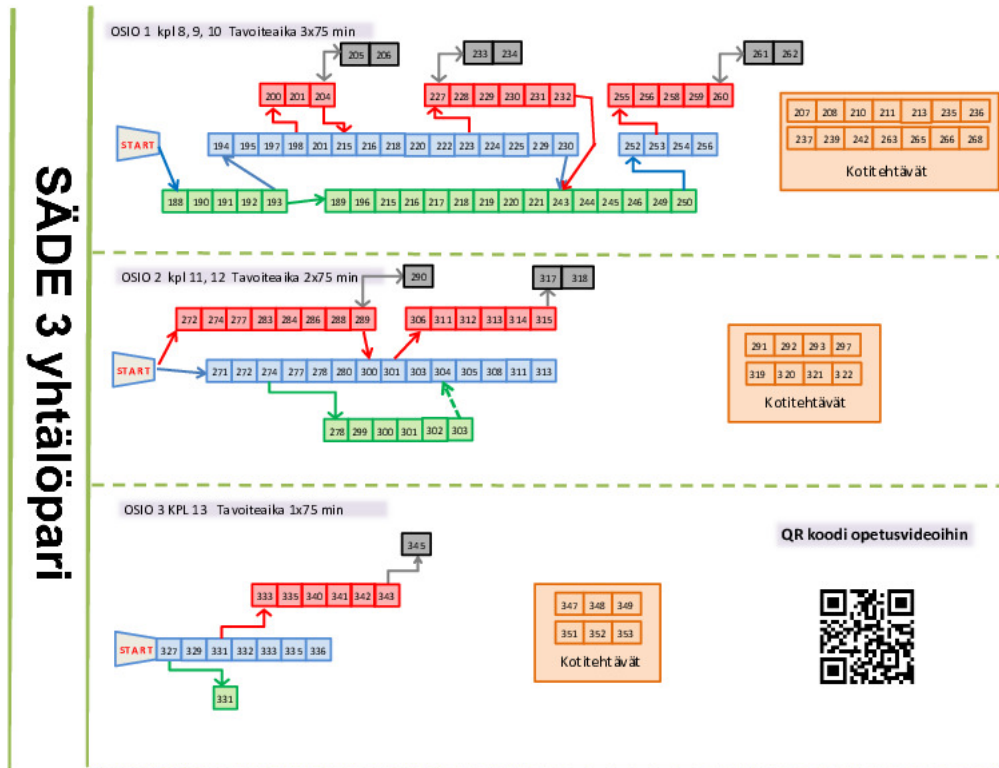 SÄDE 3 yhtälöpari
OSIO 1 kpl 8, 9, 10 Tavoiteaika 3x75 min
205 206
233 234
261 262
200 201 204
227 228 229 230 231 232
255 256 258 259 260
207 208 210 211 213 235 236
237 239 242 263 265 266 268
Kotitehtävät
START
194 195 197 198 201 215 216 218 220 222 223 224 225 229 230
252 253 254 256
188 190 191 192 193
189 196 215 216 217 218 219 220 221 243 244 245 246 249 250
OSIO 2 kpl 11, 12 Tavoiteaika 2x75 min
290
317 318
272 274 277 283 284 286 288 289
306 311 312 313 314 315
291 292 293 297
319 320 321 322
Kotitehtävät
START
271 272 274 277 278 280 300 301 303 304 305 308 311 313
278 299 300 301 302 303
OSIO 3 KPL 13 Tavoiteaika 1x75 min
QR koodi opetusvideoihin
345
333 335 340 341 342 343
347 348 349
351 352 353
Kotitehtävät
START
327 329 331 332 333 335 336
331